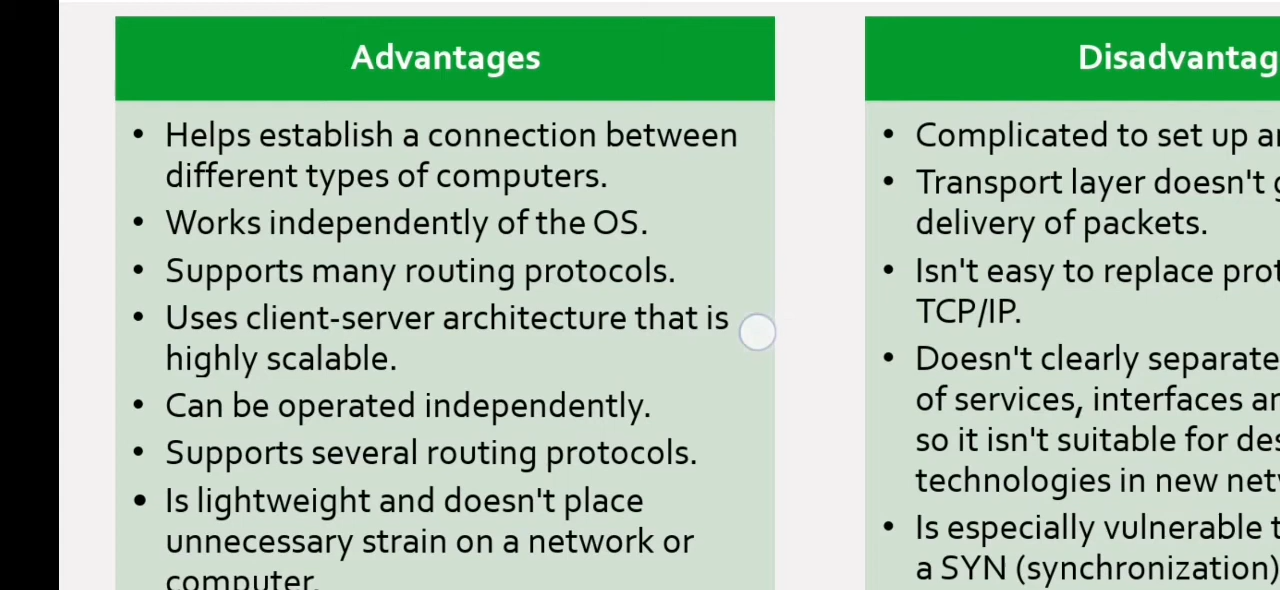 Advantages
• Helps establish a connection between
different types of computers.
• Works independently of the OS.
• Supports many routing protocols.
• Uses client-server architecture that is
highly scalable.
• Can be operated independently.
• Supports several routing protocols.
• Is lightweight and doesn't place
unnecessary strain on a network or
computer.
Disadvantag
• Complicated to set up a
• Transport layer doesn't
delivery of packets.
• Isn't easy to replace prot
TCP/IP.
• Doesn't clearly separate
of services, interfaces a
so it isn't suitable for des
technologies in new net
• Is especially vulnerable t
a SYN (synchronization)